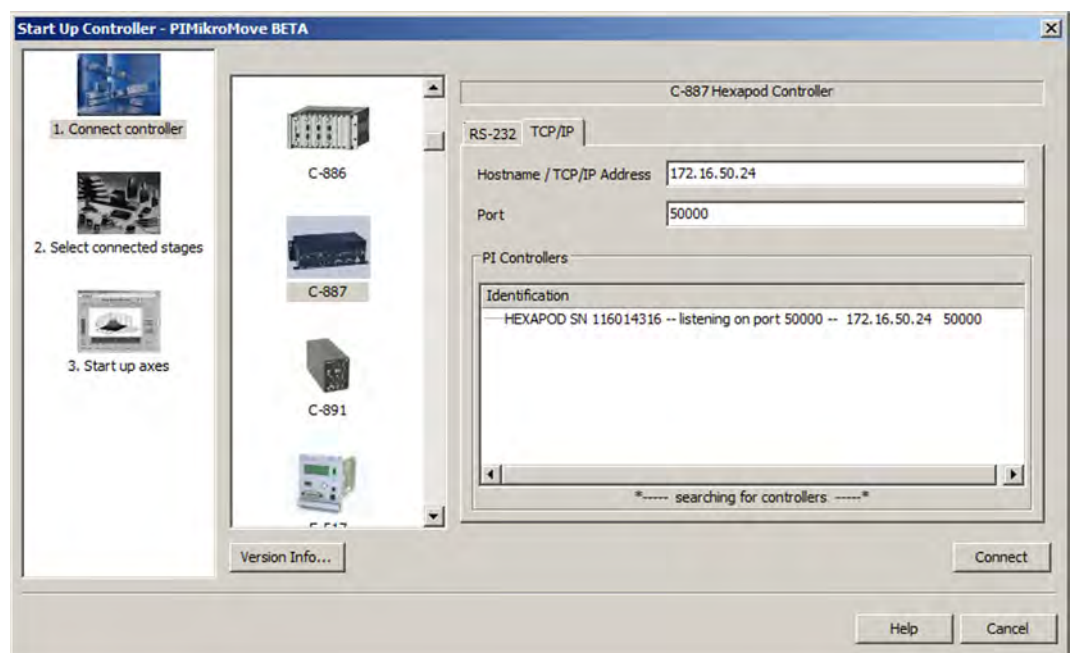 Start Up Controller - PIMikroMove BETA
1. Connect controller
2. Select connected stages
3. Start up axes
C-886
C-887
C-891
Version Info...
C-887 Hexapod Controller
RS-232 TCP/IP
Hostname / TCP/IP Address 172.16.50.24
Port 50000
PI Controllers
Identification
HEXAPOD SN 116014316 -- listening on port 50000 -- 172.16.50.24 50000
*----- searching for controllers -----*
Connect
Help Cancel